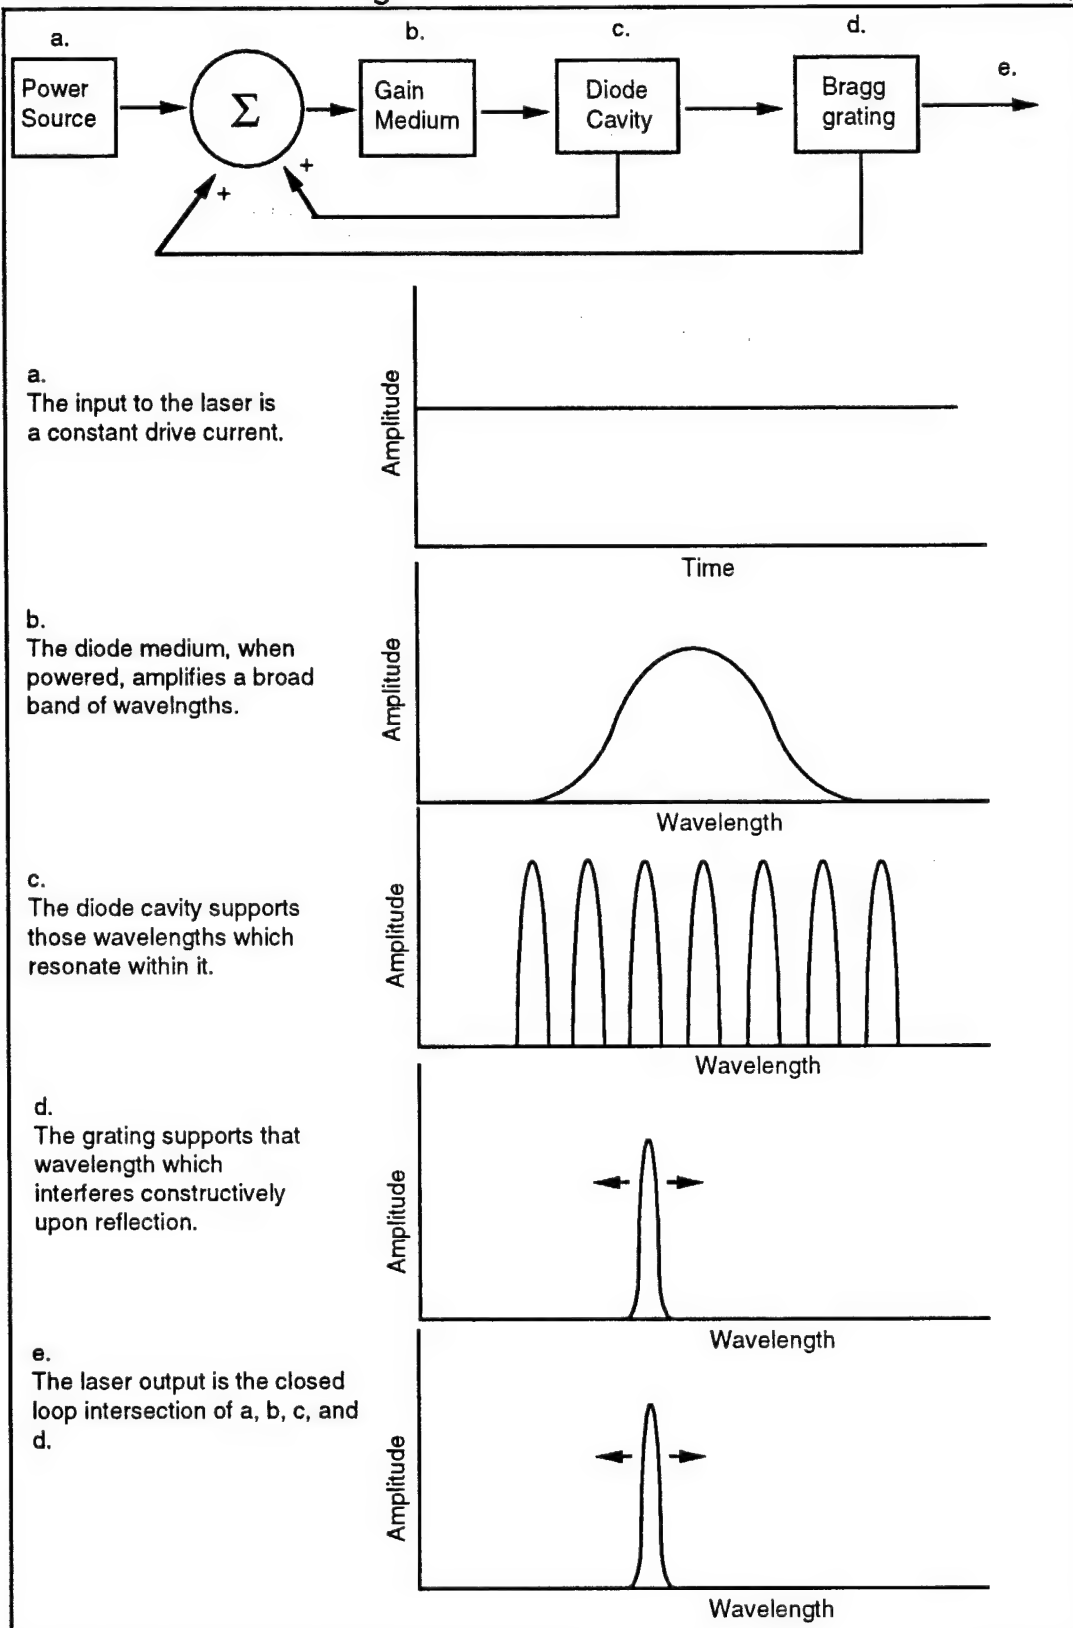 a.
b.
c.
d.
e.
Power
Source
Σ
Gain
Medium
Diode
Cavity
Bragg
grating
+
+
a.
The input to the laser is
a constant drive current.
Amplitude
Time
b.
The diode medium, when
powered, amplifies a broad
band of wavelngths.
Amplitude
Wavelength
c.
The diode cavity supports
those wavelengths which
resonate within it.
Amplitude
Wavelength
d.
The grating supports that
wavelength which
interferes constructively
upon reflection.
Amplitude
Wavelength
e.
The laser output is the closed
loop intersection of a, b, c, and
d.
Amplitude
Wavelength